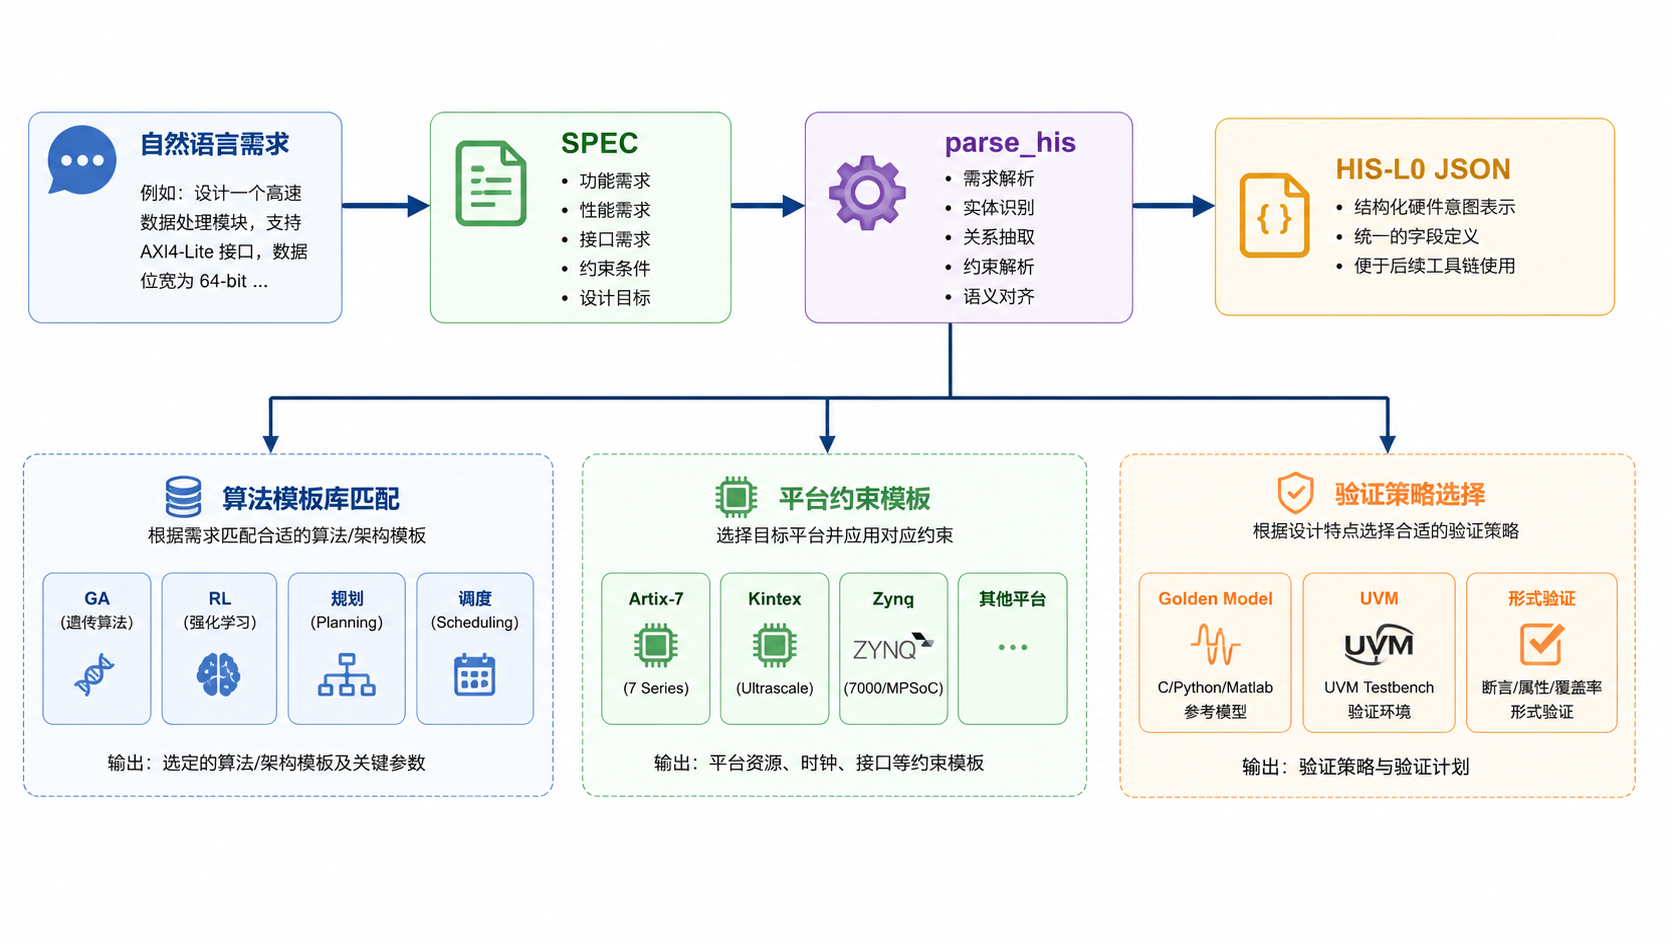 自然语言需求
例如：设计一个高速
数据处理模块，支持
AXI4-Lite 接口，数据
位宽为 64-bit ...
SPEC
• 功能需求
• 性能需求
• 接口需求
• 约束条件
• 设计目标
parse_his
• 需求解析
• 实体识别
• 关系抽取
• 约束解析
• 语义对齐
HIS-L0 JSON
• 结构化硬件意图表示
• 统一的字段定义
• 便于后续工具链使用
算法模板库匹配
根据需求匹配合适的算法/架构模板
GA
(遗传算法)
RL
(强化学习)
规划
(Planning)
调度
(Scheduling)
输出：选定的算法/架构模板及关键参数
平台约束模板
选择目标平台并应用对应约束
Artix-7
(7 Series)
Kintex
(Ultrascale)
Zynq
ZYNQ
(7000/MPSoC)
其他平台
...
输出：平台资源、时钟、接口等约束模板
验证策略选择
根据设计特点选择合适的验证策略
Golden Model
C/Python/Matlab
参考模型
UVM
UVM
UVM Testbench
验证环境
形式验证
断言/属性/覆盖率
形式验证
输出：验证策略与验证计划